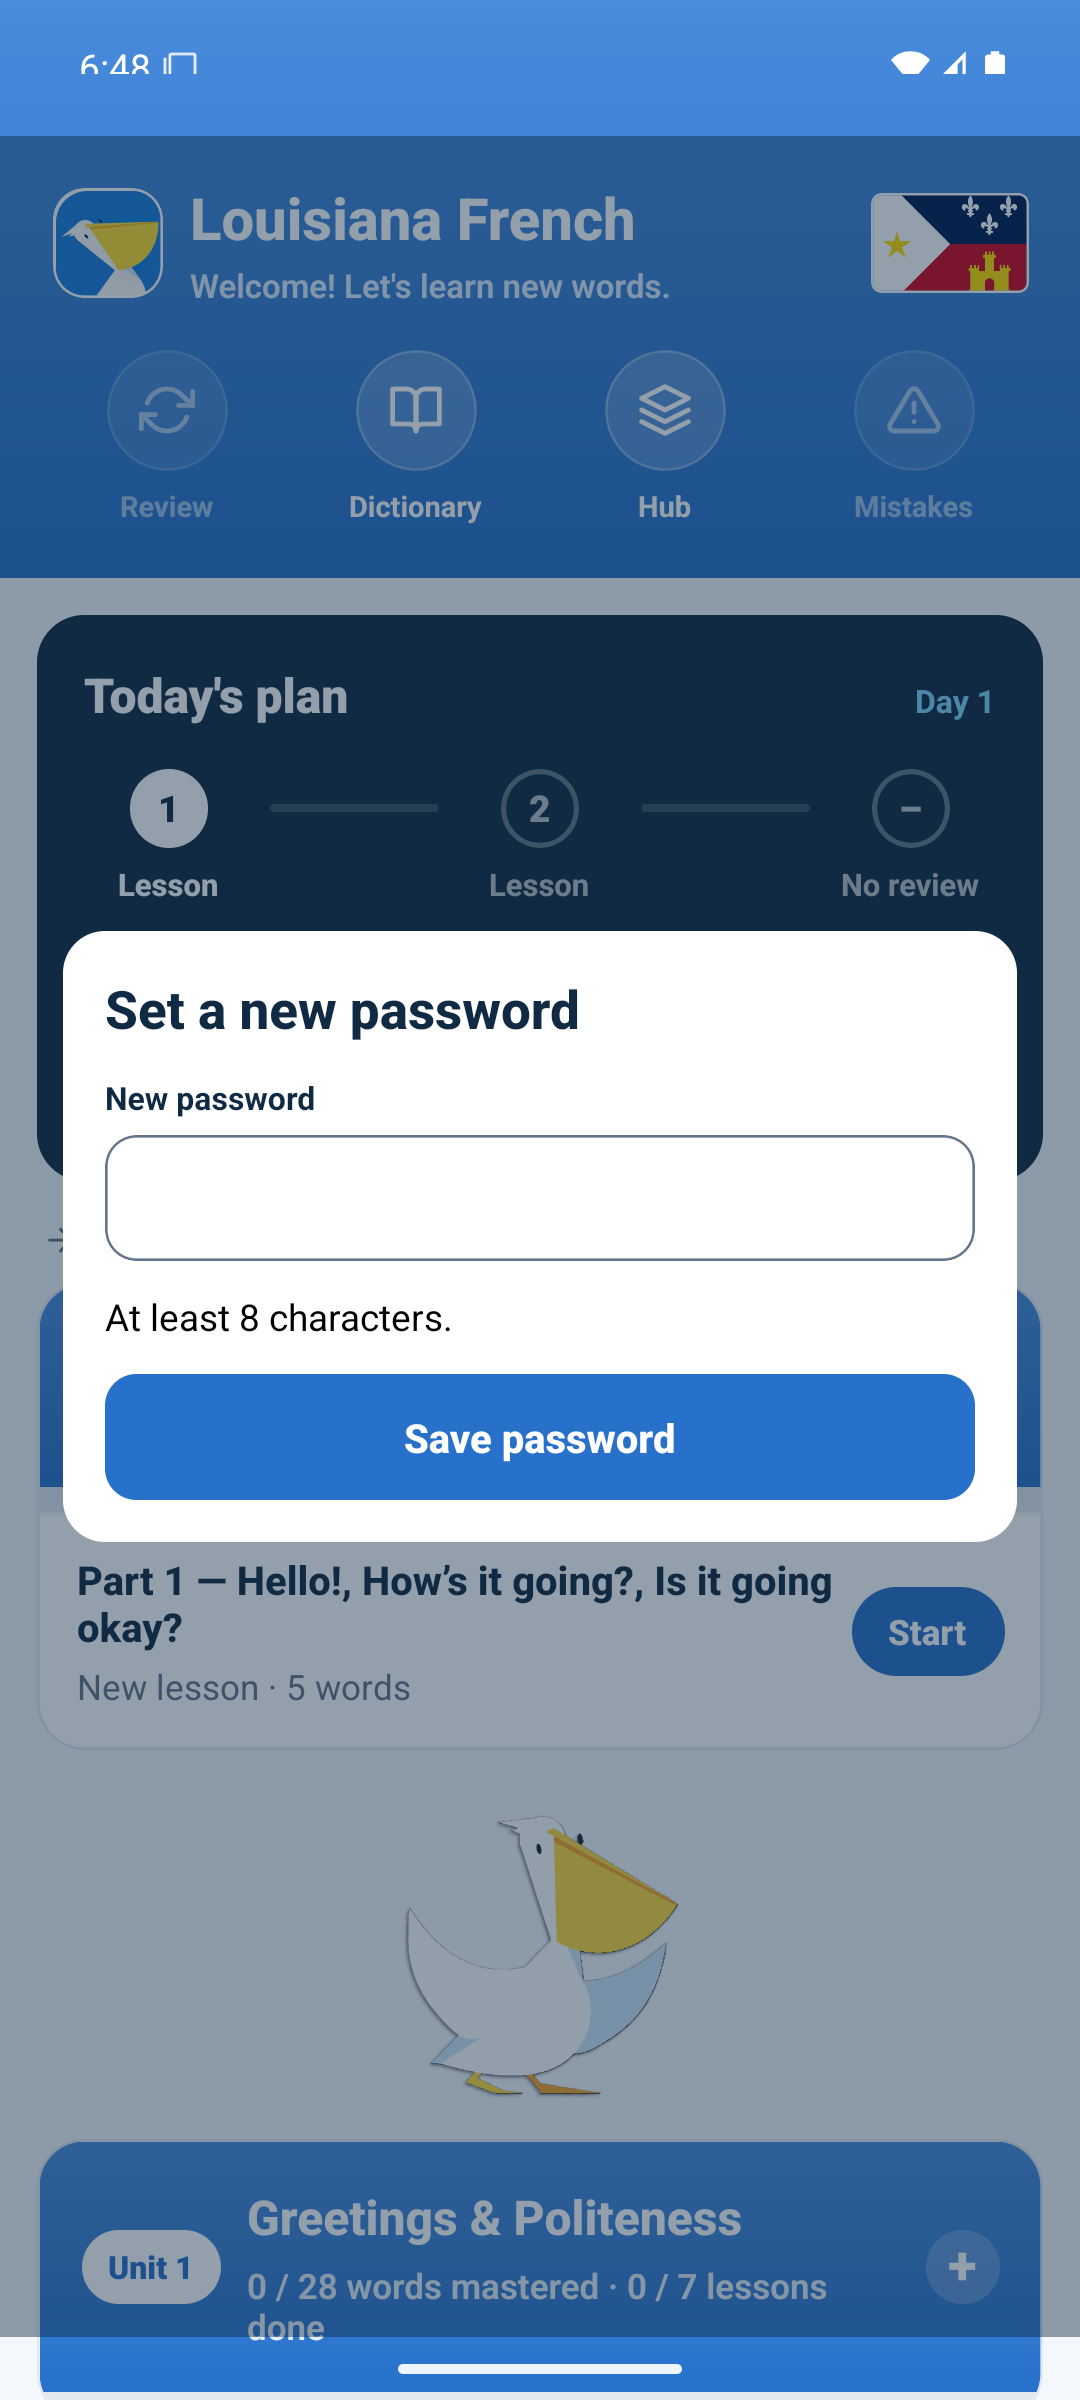 6:48
Louisiana French
Welcome! Let's learn new words.
Review
Dictionary
Hub
Mistakes
Today's plan
Day 1
1
2
–
Lesson
Lesson
No review
Set a new password
New password
At least 8 characters.
Save password
Part 1 — Hello!, How’s it going?, Is it going
okay?
Start
New lesson · 5 words
Greetings & Politeness
Unit 1
0 / 28 words mastered · 0 / 7 lessons
done